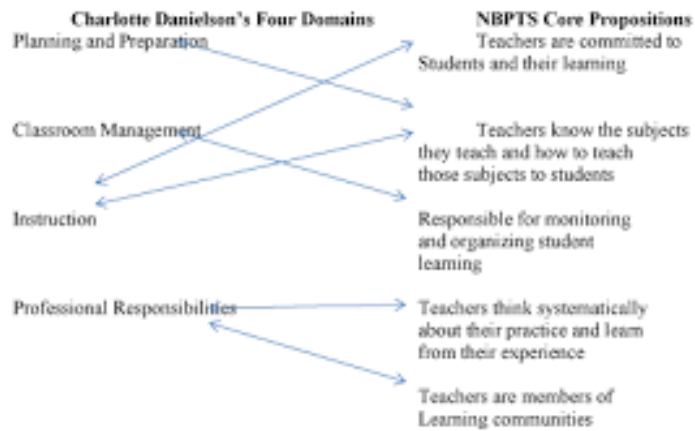 Charlotte Danielson's Four Domains
Planning and Preparation
Classroom Management
Instruction
Professional Responsibilities
NBPTS Core Propositions
Teachers are committed to
Students and their learning
Teachers know the subjects
they teach and how to teach
those subjects to students
Responsible for monitoring
and organizing student
learning
Teachers think systematically
about their practice and learn
from their experience
Teachers are members of
Learning communities